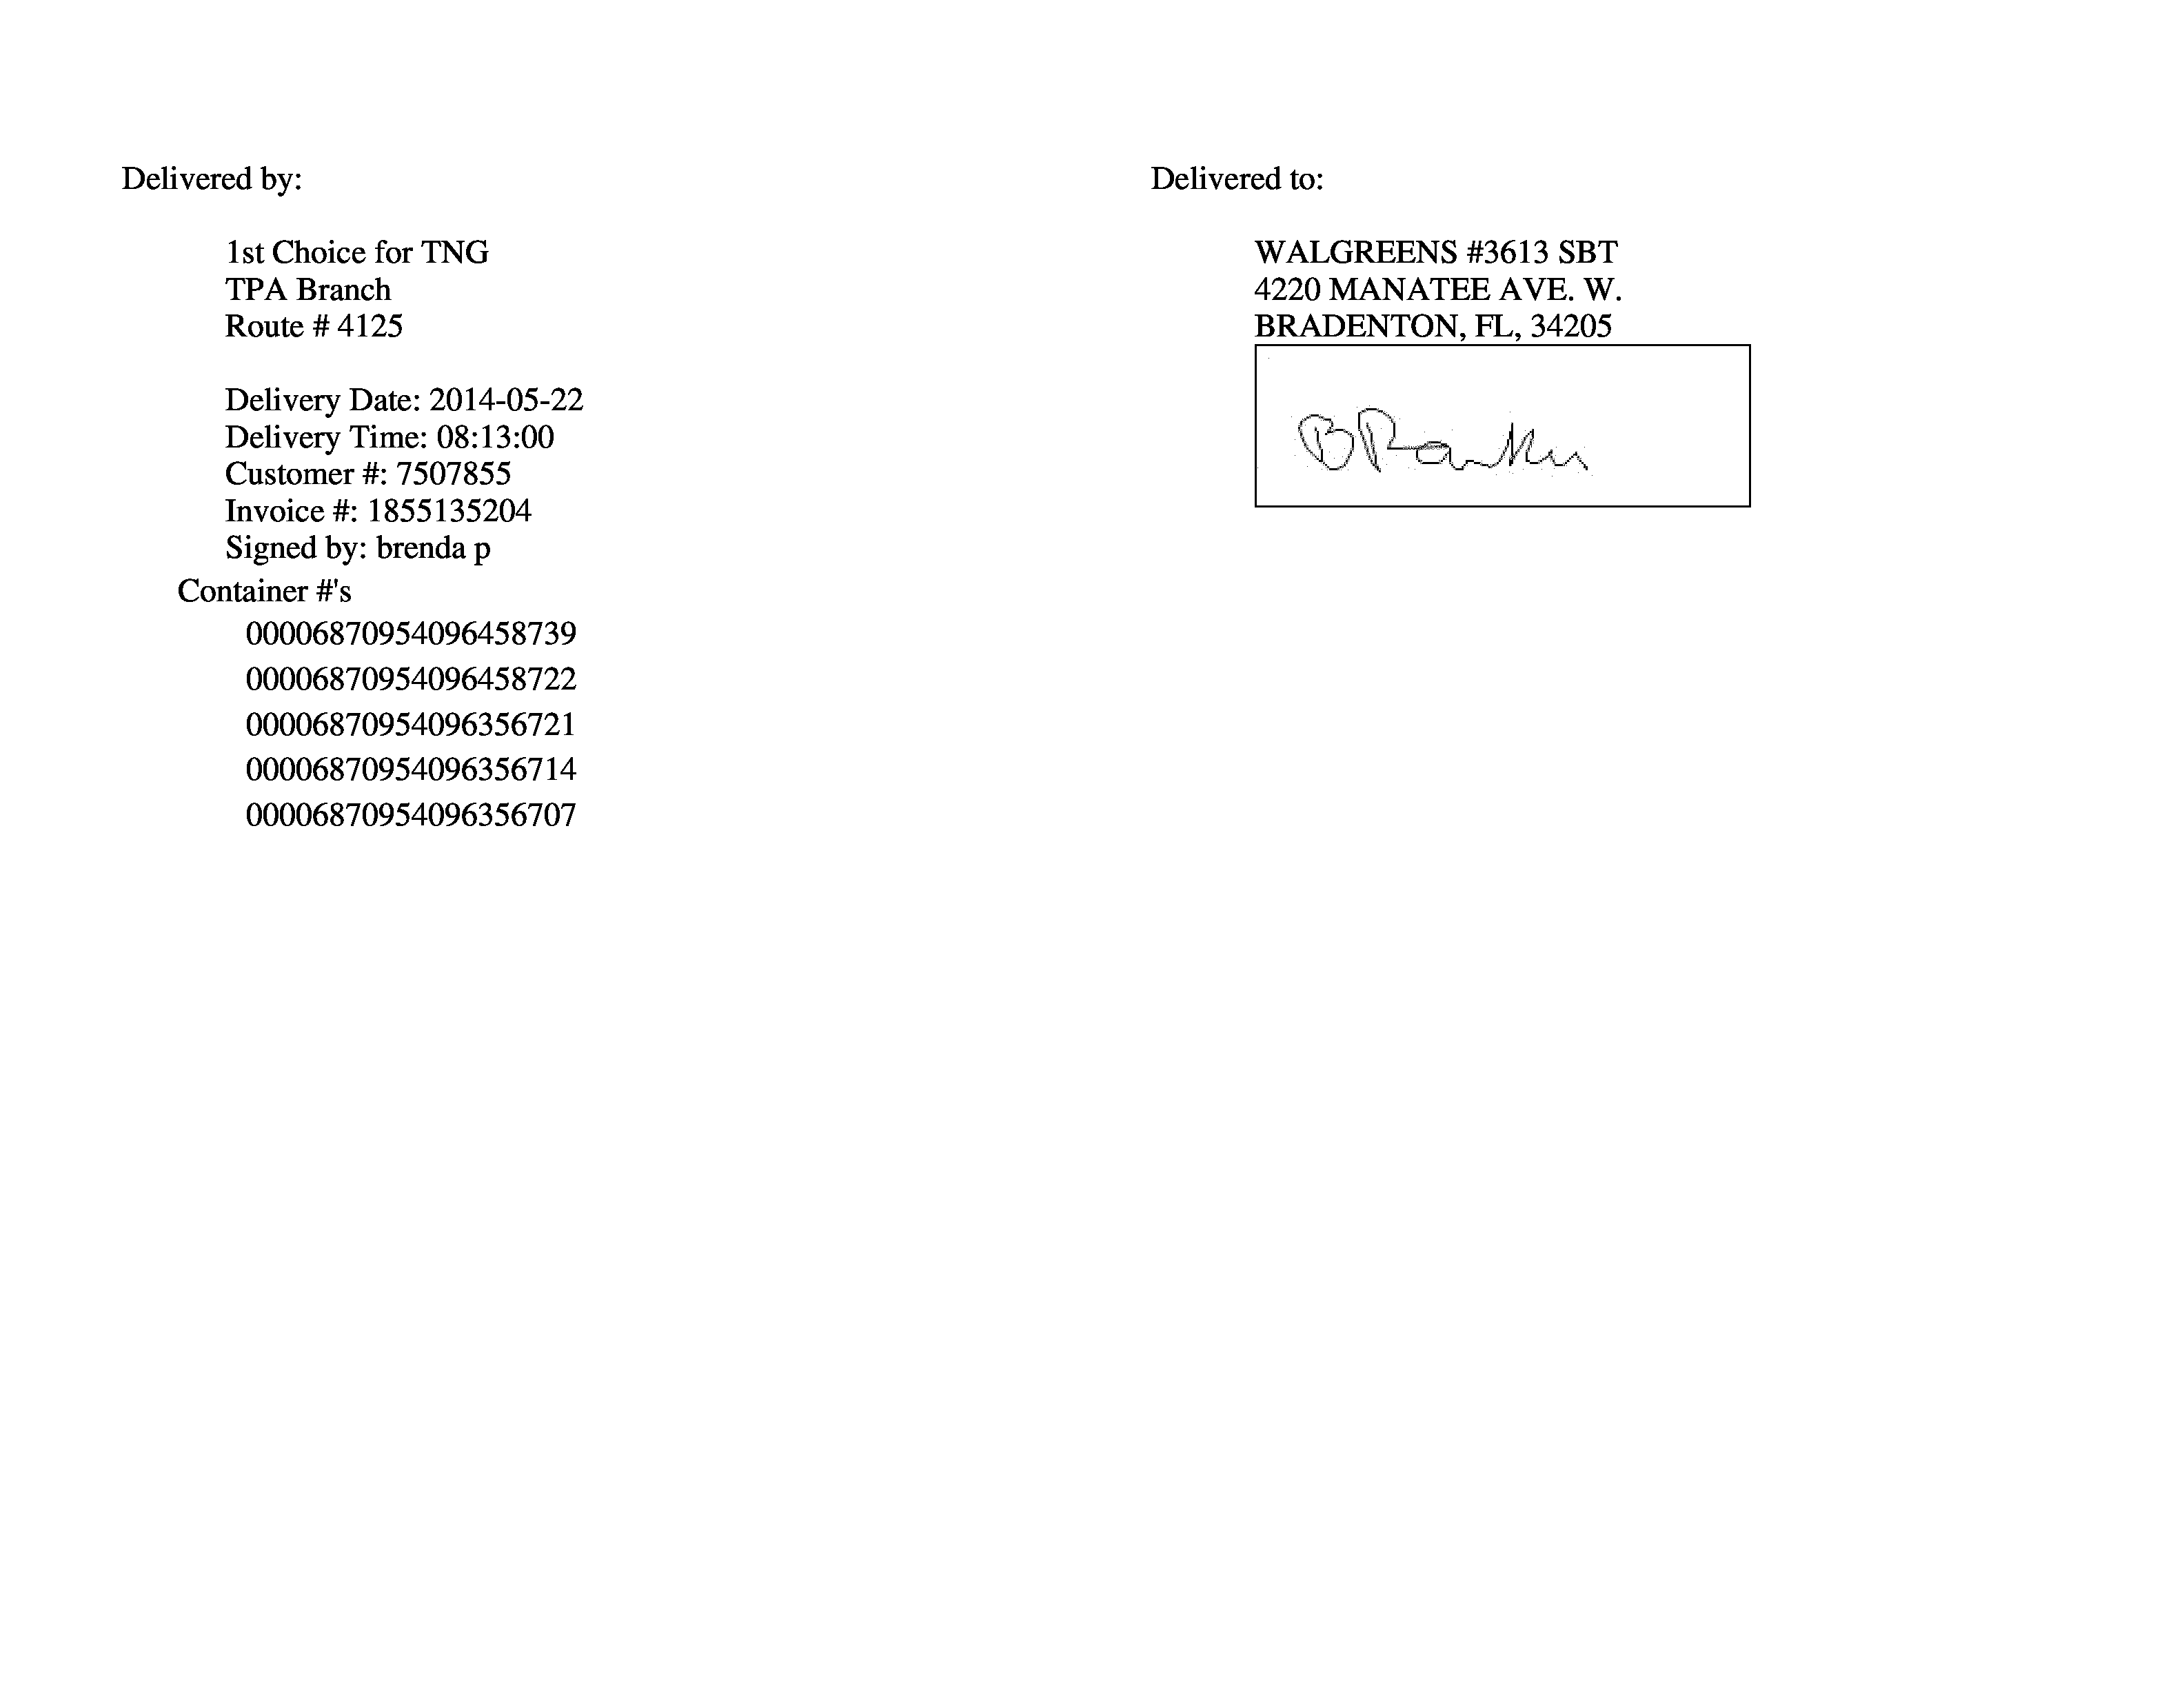 Delivered by:
1st Choice for TNG
TPA Branch
Route # 4125
Delivery Date: 2014-05-22
Delivery Time: 08:13:00
Customer #: 7507855
Invoice #: 1855135204
Signed by: brenda p
Container #'s
00006870954096458739
00006870954096458722
00006870954096356721
00006870954096356714
00006870954096356707
Delivered to:
WALGREENS #3613 SBT
4220 MANATEE AVE. W.
BRADENTON, FL, 34205